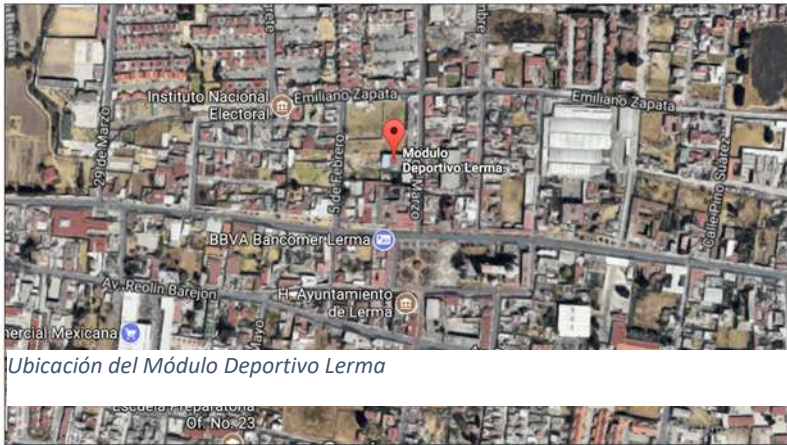 Instituto Nacional
Electoral
Emiliano Zapata
Emiliano Zapata
29 de Marzo
5 de Febrero
Modulo
Deportivo Lerma
Marzo
Calle Pino Suárez
BBVA Bancomer Lerma
Av. Reolín Barejon
H. Ayuntamiento
de Lerma
Mayo
ercial Mexicana
Ubicación del Módulo Deportivo Lerma
Escuela Preparatoria
Of. No. 23